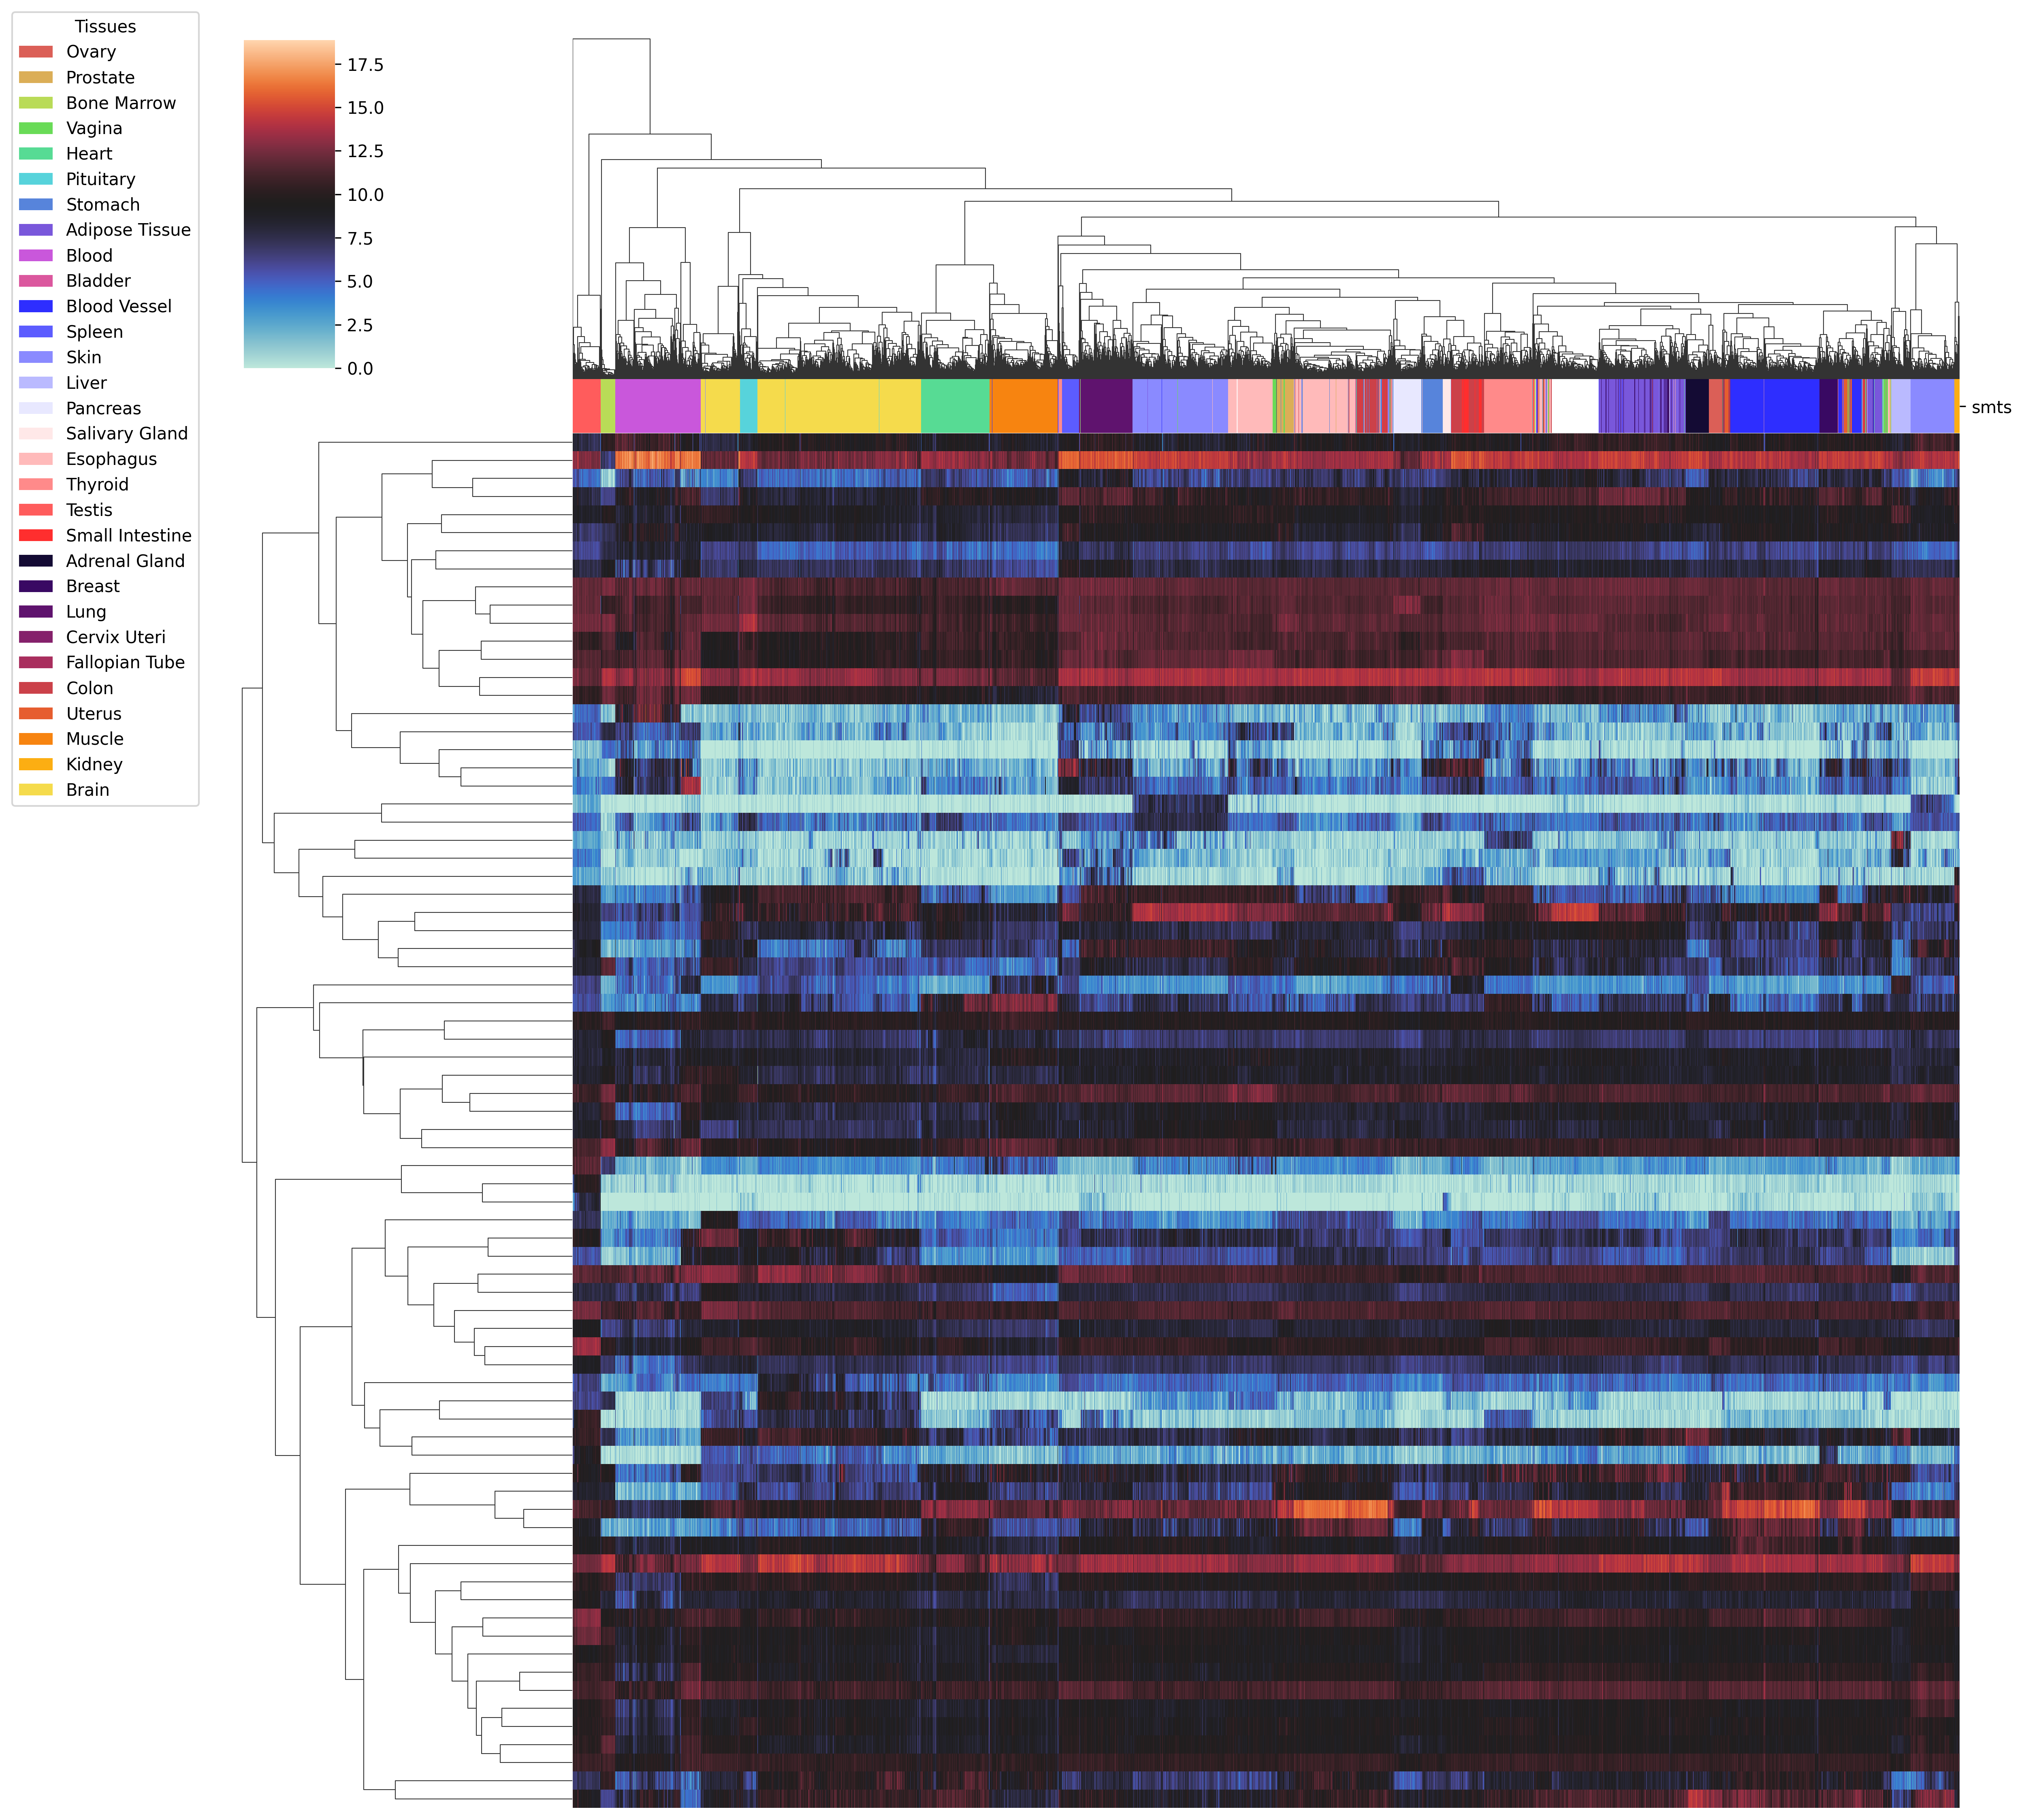 Tissues
Ovary
Prostate
Bone Marrow
Vagina
Heart
Pituitary
Stomach
Adipose Tissue
Blood
Bladder
Blood Vessel
Spleen
Skin
Liver
Pancreas
Salivary Gland
Esophagus
Thyroid
Testis
Small Intestine
Adrenal Gland
Breast
Lung
Cervix Uteri
Fallopian Tube
Colon
Uterus
Muscle
Kidney
Brain
17.5
15.0
12.5
10.0
7.5
5.0
2.5
0.0
smts